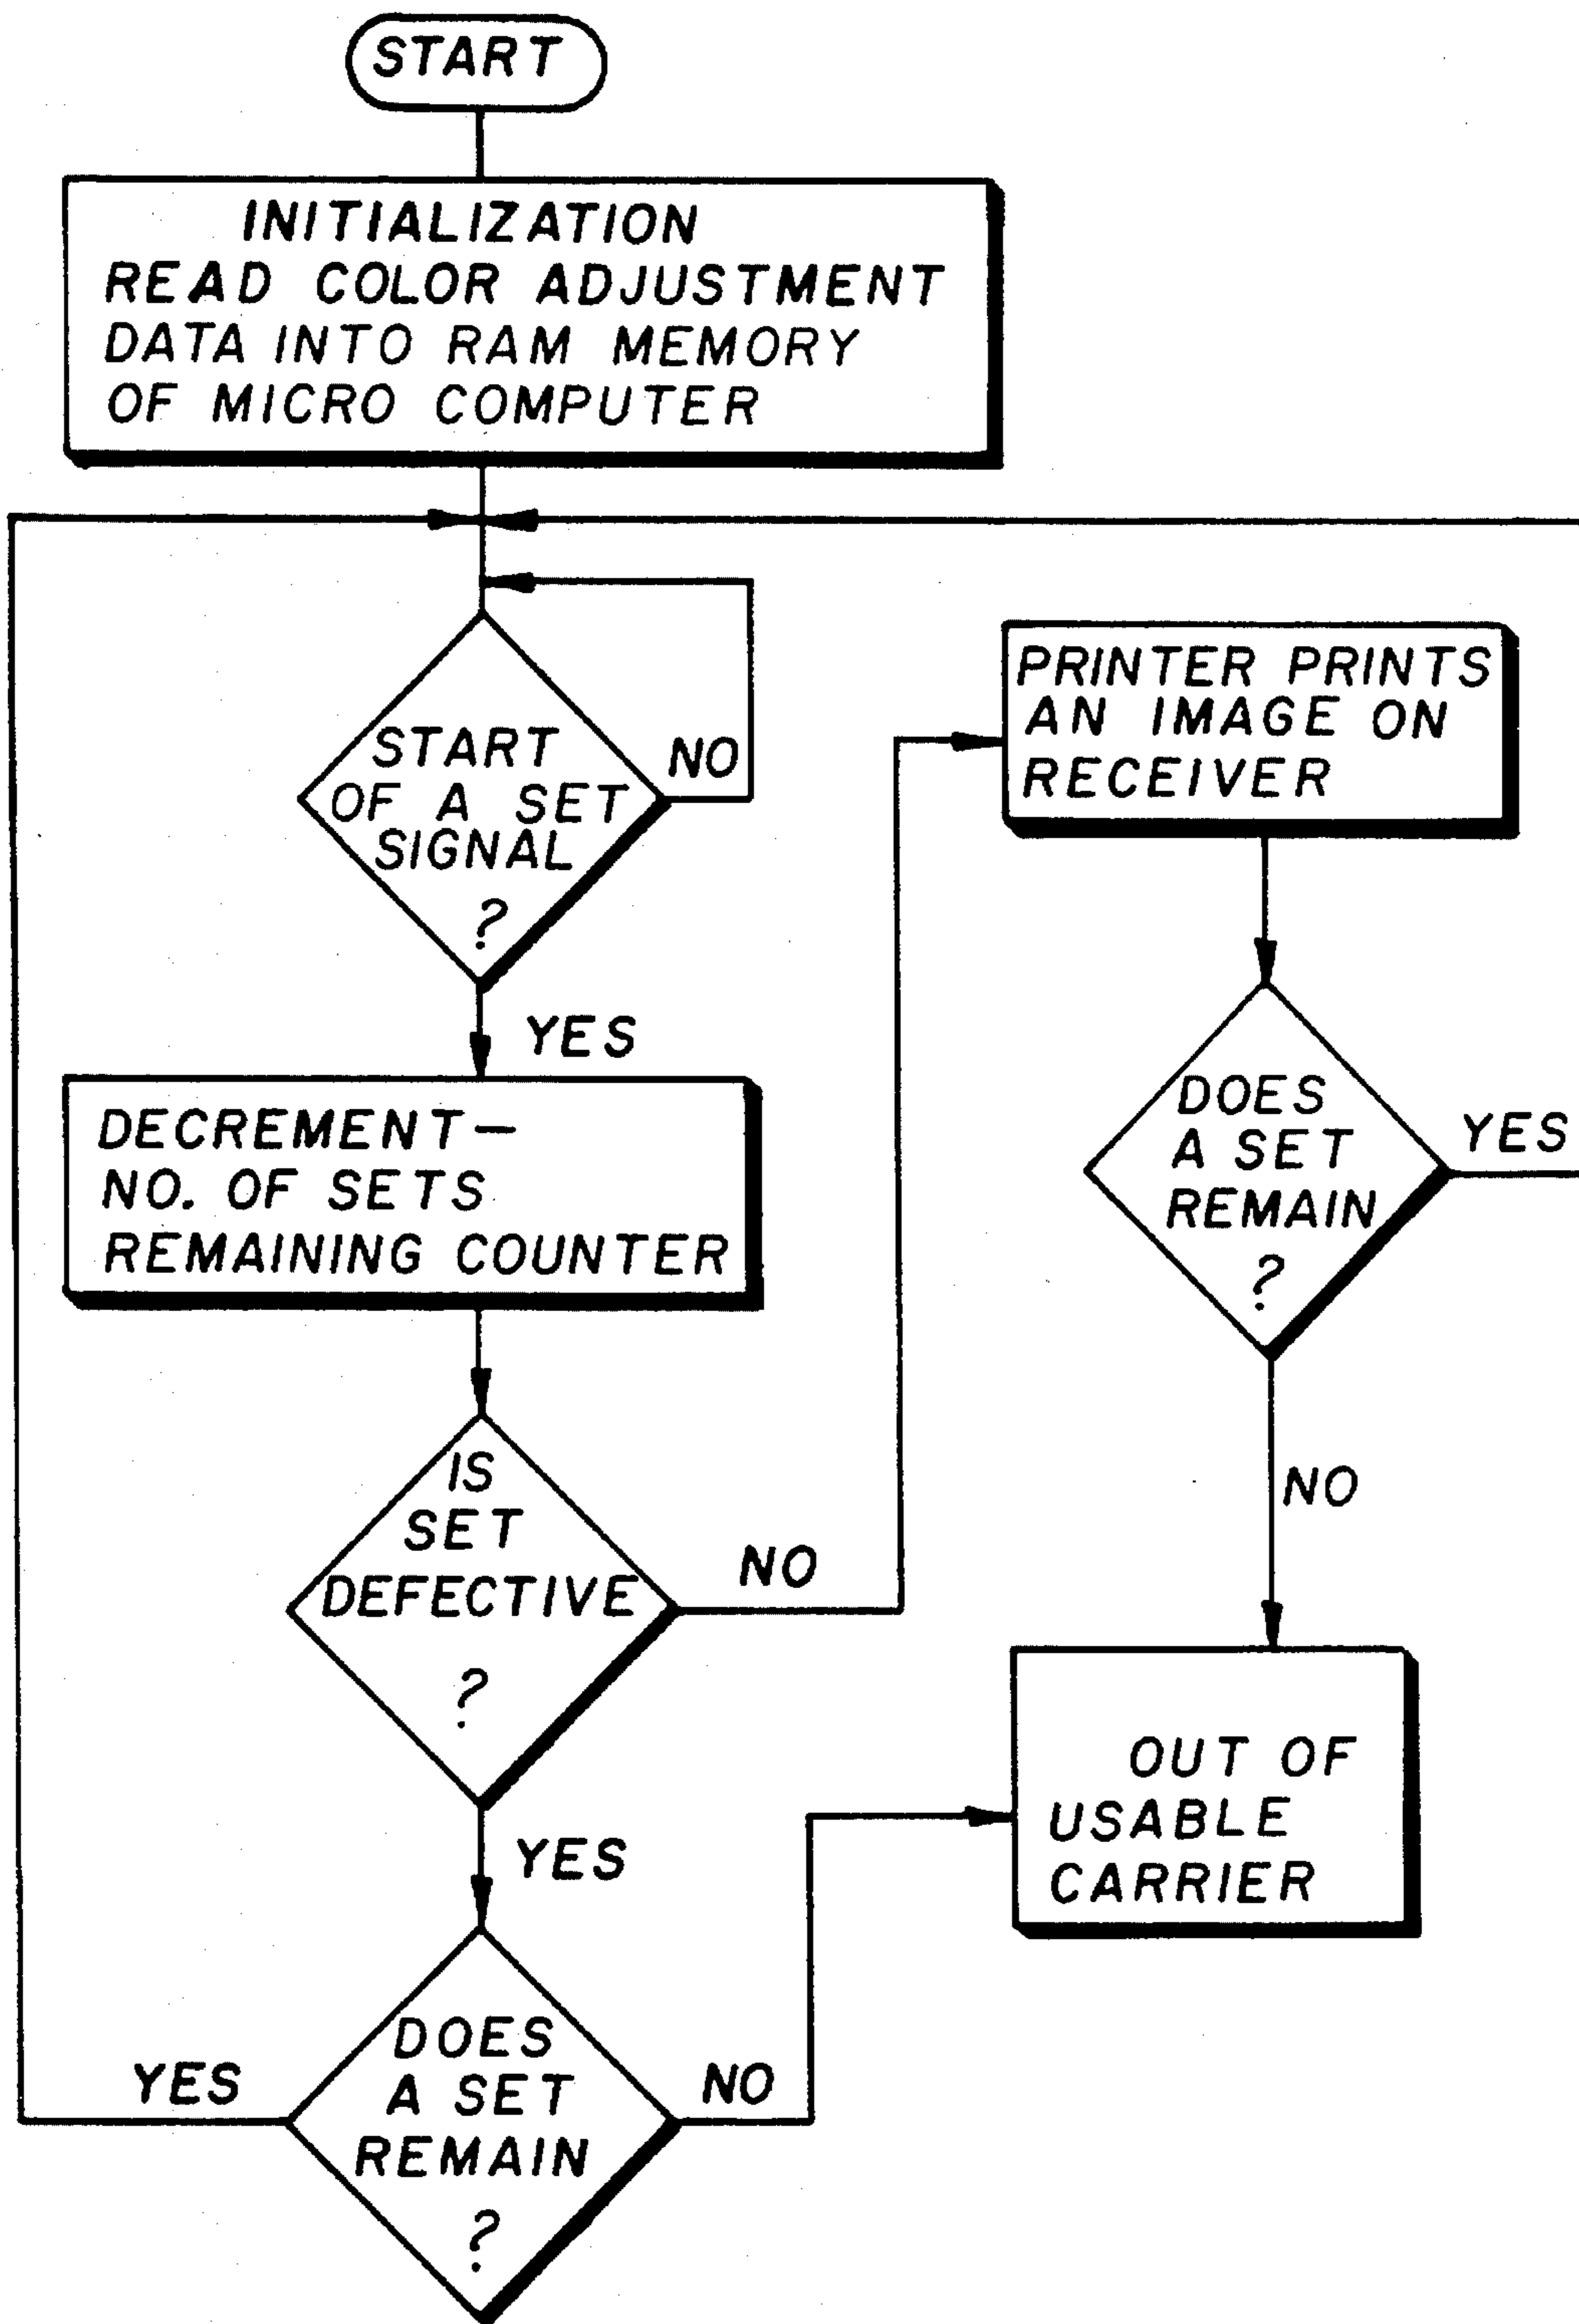 START
INITIALIZATION
READ COLOR ADJUSTMENT
DATA INTO RAM MEMORY
OF MICRO COMPUTER
START
OF A SET
SIGNAL
?
NO
YES
DECREMENT—
NO. OF SETS
REMAINING COUNTER
IS
SET
DEFECTIVE
?
NO
YES
DOES
A SET
REMAIN
?
YES
NO
PRINTER PRINTS
AN IMAGE ON
RECEIVER
DOES
A SET
REMAIN
?
YES
NO
OUT OF
USABLE
CARRIER